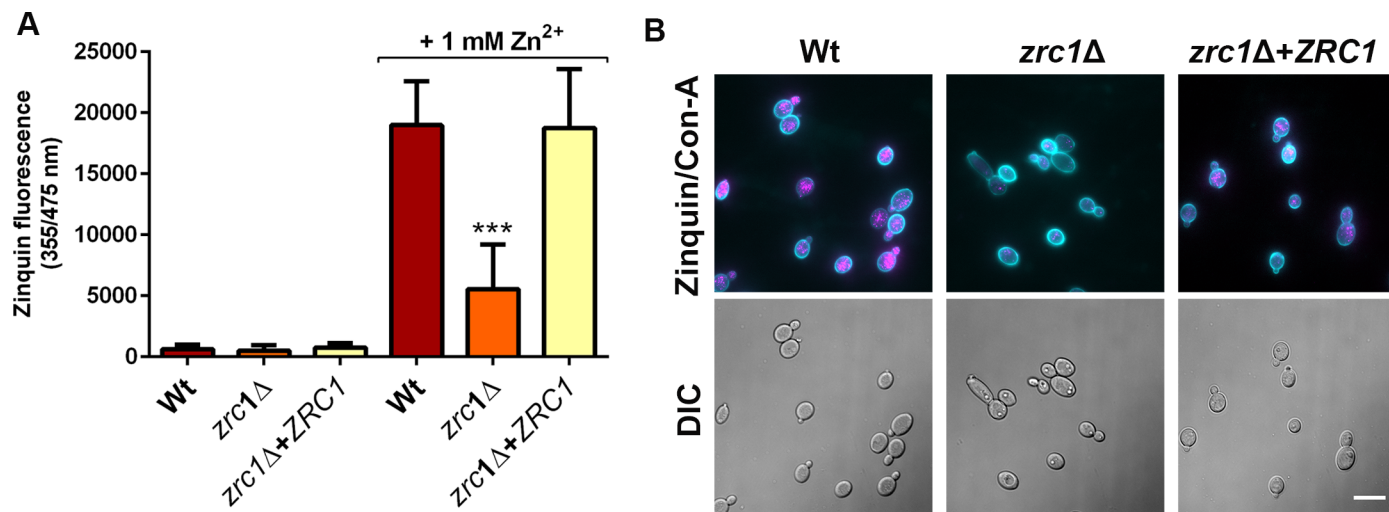 A
Zinquin fluorescence
(355/475 nm)
25000
20000
15000
10000
5000
0
+ 1 mM Zn²⁺
***
Wt
zrc1Δ
zrc1Δ+ZRC1
Wt
zrc1Δ
zrc1Δ+ZRC1
B
Wt
zrc1Δ
zrc1Δ+ZRC1
Zinquin/Con-A
DIC